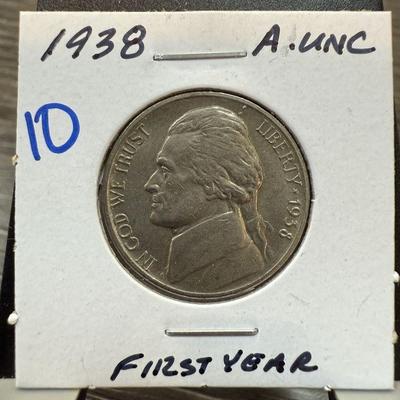 1938 A.UNC
10
IN GOD WE TRUST
LIBERTY ★ 1938
FIRST YEAR